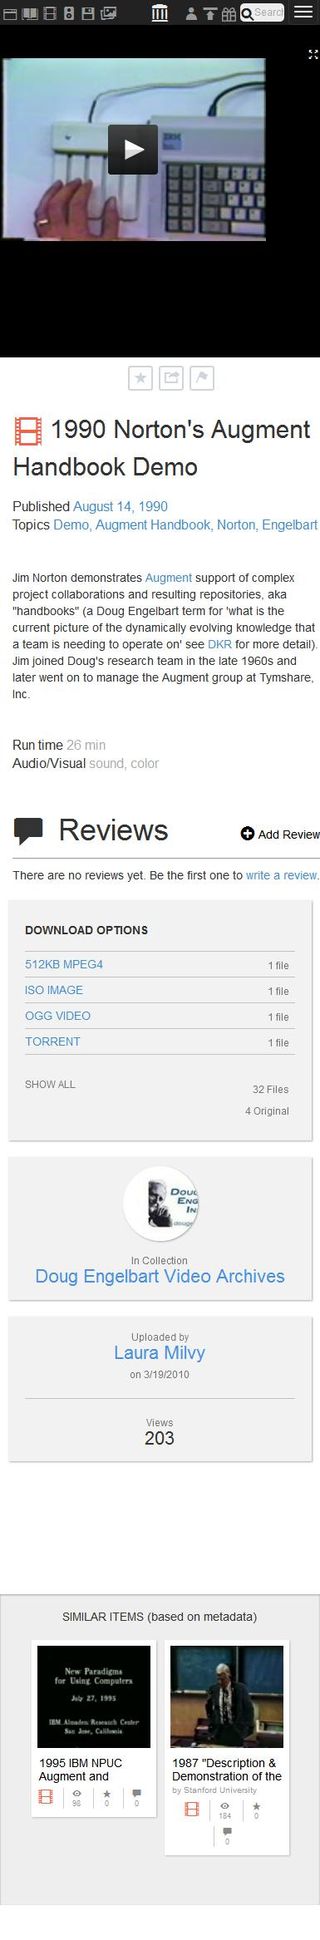 Search
IBM
1990 Norton's Augment
Handbook Demo
Published August 14, 1990
Topics Demo, Augment Handbook, Norton, Engelbart
Jim Norton demonstrates Augment support of complex
project collaborations and resulting repositories, aka
"handbooks" (a Doug Engelbart term for 'what is the
current picture of the dynamically evolving knowledge that
a team is needing to operate on' see DKR for more detail).
Jim joined Doug's research team in the late 1960s and
later went on to manage the Augment group at Tymshare,
Inc.
Run time 26 min
Audio/Visual sound, color
Reviews
Add Review
There are no reviews yet. Be the first one to write a review.
DOWNLOAD OPTIONS
512KB MPEG4 1 file
ISO IMAGE 1 file
OGG VIDEO 1 file
TORRENT 1 file
SHOW ALL 32 Files
4 Original
Doug
Eng
In
douge
In Collection
Doug Engelbart Video Archives
Uploaded by
Laura Milvy
on 3/19/2010
Views
203
SIMILAR ITEMS (based on metadata)
New Paradigms
for Using Computers
July 27, 1995
IBM Almaden Research Center
San Jose, California
1995 IBM NPUC
Augment and
98 0 0
1987 "Description &
Demonstration of the
by Stanford University
184 0
0